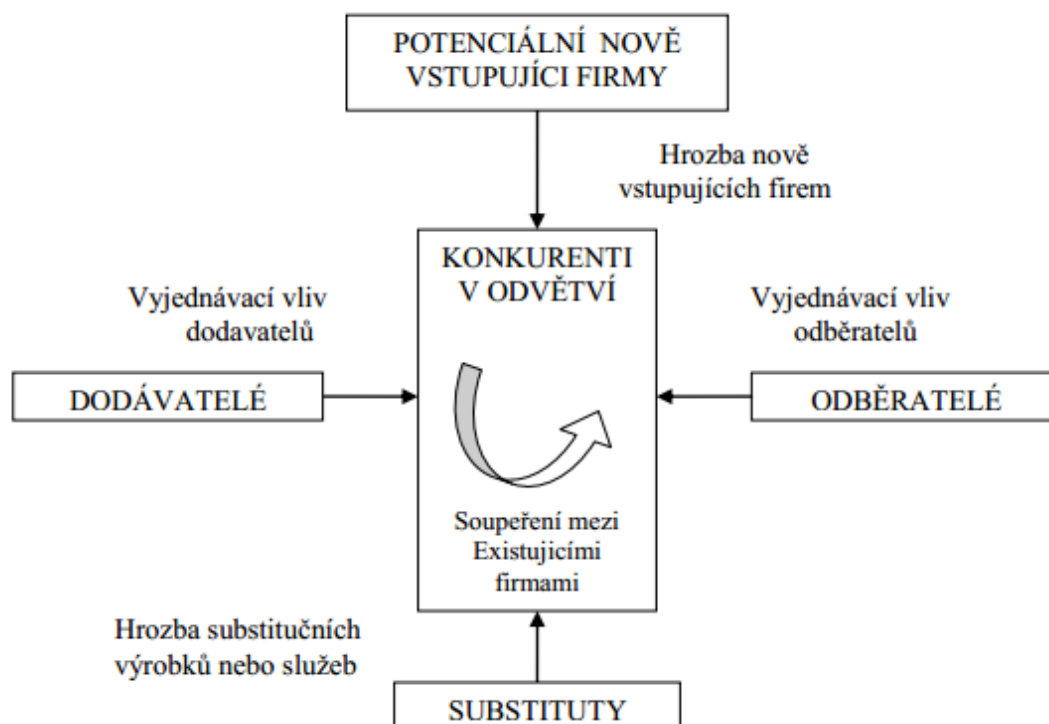 POTENCIÁLNÍ NOVĚ
VSTUPUJÍCI FIRMY
Hrozba nově
vstupujících firem
KONKURENTI
V ODVĚTVÍ
Vyjednávací vliv
dodavatelů
Vyjednávací vliv
odběratelů
DODÁVATELÉ
ODBĚRATELÉ
Soupeření mezi
Existujicími
firmami
Hrozba substitučních
výrobků nebo služeb
SUBSTITUTY